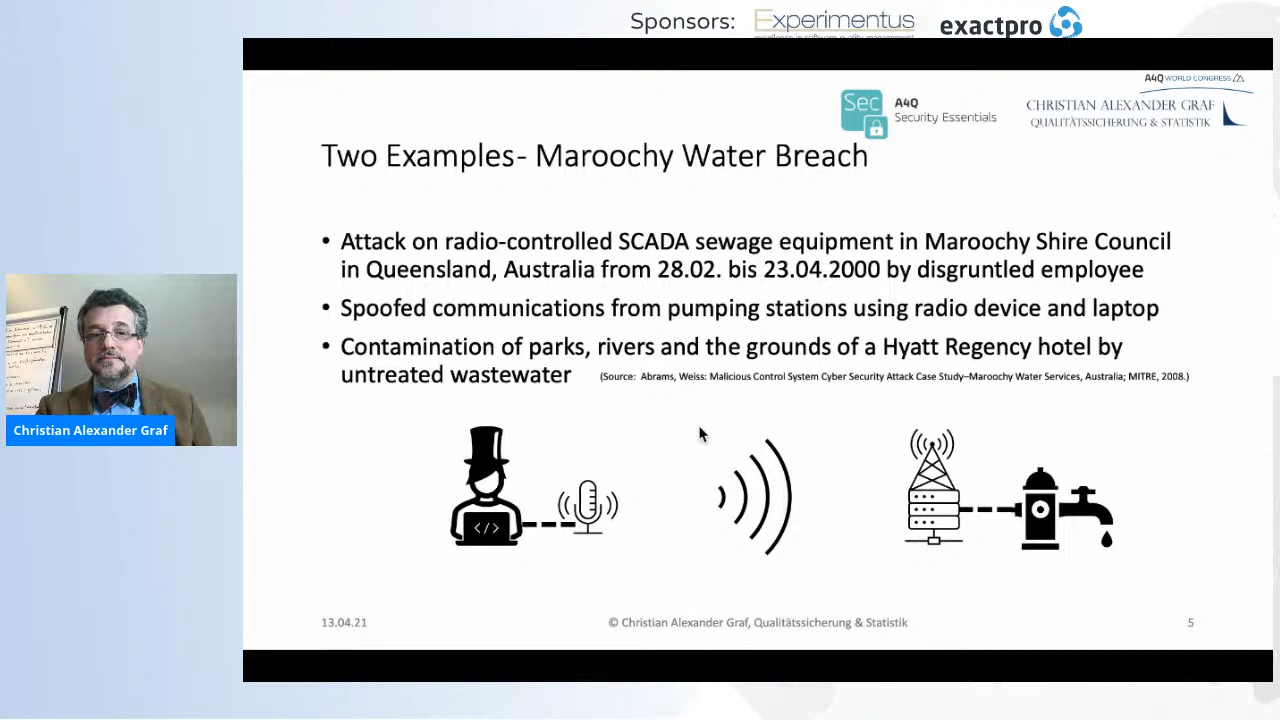 Sponsors: Experimentus exactpro
excellence in software quality management
A4Q WORLD CONGRESS
Sec
A4Q
Security Essentials
CHRISTIAN ALEXANDER GRAF
QUALITÄTSSICHERUNG & STATISTIK
Two Examples- Maroochy Water Breach
• Attack on radio-controlled SCADA sewage equipment in Maroochy Shire Council
in Queensland, Australia from 28.02. bis 23.04.2000 by disgruntled employee
• Spoofed communications from pumping stations using radio device and laptop
• Contamination of parks, rivers and the grounds of a Hyatt Regency hotel by
untreated wastewater (Source: Abrams, Weiss: Malicious Control System Cyber Security Attack Case Study–Maroochy Water Services, Australia; MITRE, 2008.)
Christian Alexander Graf
</>
13.04.21 © Christian Alexander Graf, Qualitätssicherung & Statistik 5